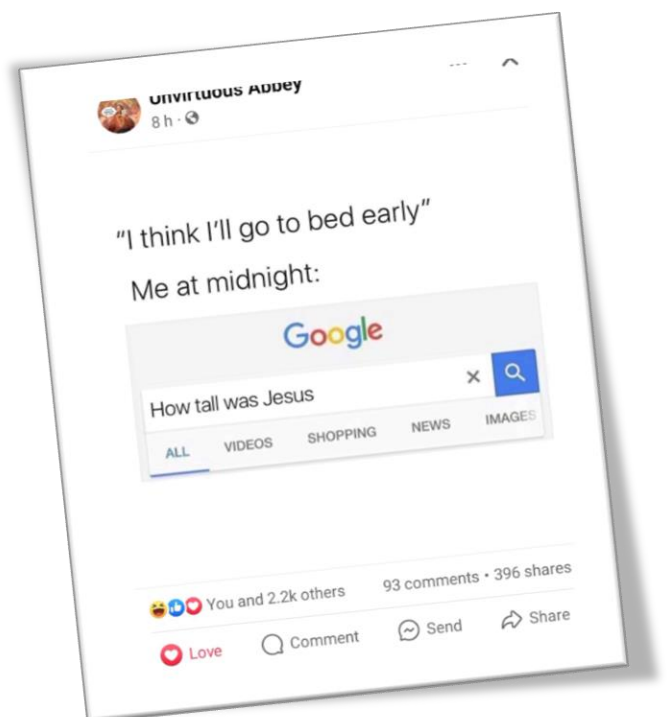 Unvirtuous Abbey
8 h ·
"I think I'll go to bed early"
Me at midnight:
Google
How tall was Jesus
ALL VIDEOS SHOPPING NEWS IMAGES
You and 2.2k others 93 comments • 396 shares
Love Comment Send Share